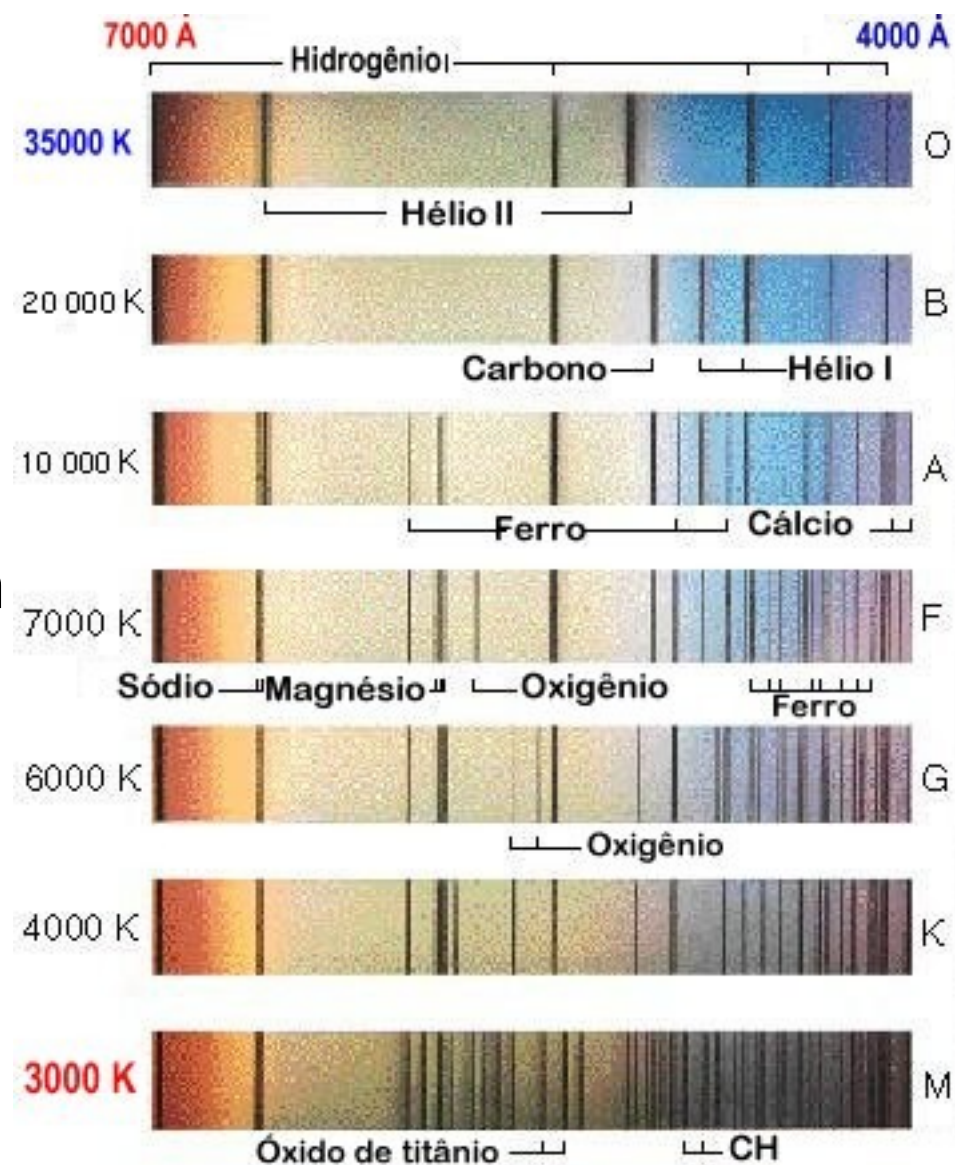 7000 Å 4000 Å
Hidrogênio
35000 K O
Hélio II
20 000 K B
Carbono Hélio I
10 000 K A
Ferro Cálcio
7000 K F
Sódio Magnésio Oxigênio
Ferro
6000 K G
Oxigênio
4000 K K
3000 K M
Óxido de titânio CH